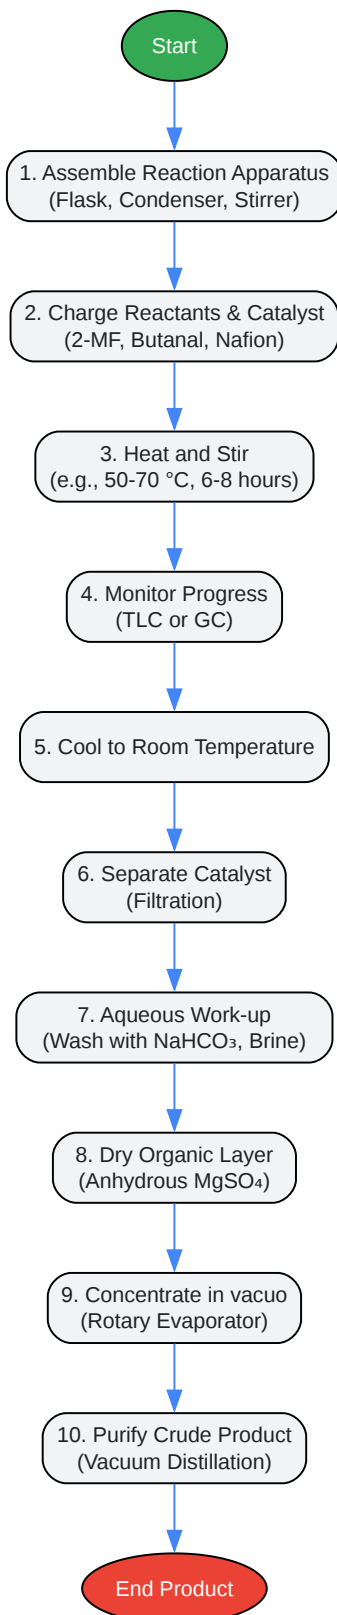 Start
1. Assemble Reaction Apparatus
(Flask, Condenser, Stirrer)
2. Charge Reactants & Catalyst
(2-MF, Butanal, Nafion)
3. Heat and Stir
(e.g., 50-70 °C, 6-8 hours)
4. Monitor Progress
(TLC or GC)
5. Cool to Room Temperature
6. Separate Catalyst
(Filtration)
7. Aqueous Work-up
(Wash with NaHCO₃, Brine)
8. Dry Organic Layer
(Anhydrous MgSO₄)
9. Concentrate in vacuo
(Rotary Evaporator)
10. Purify Crude Product
(Vacuum Distillation)
End Product